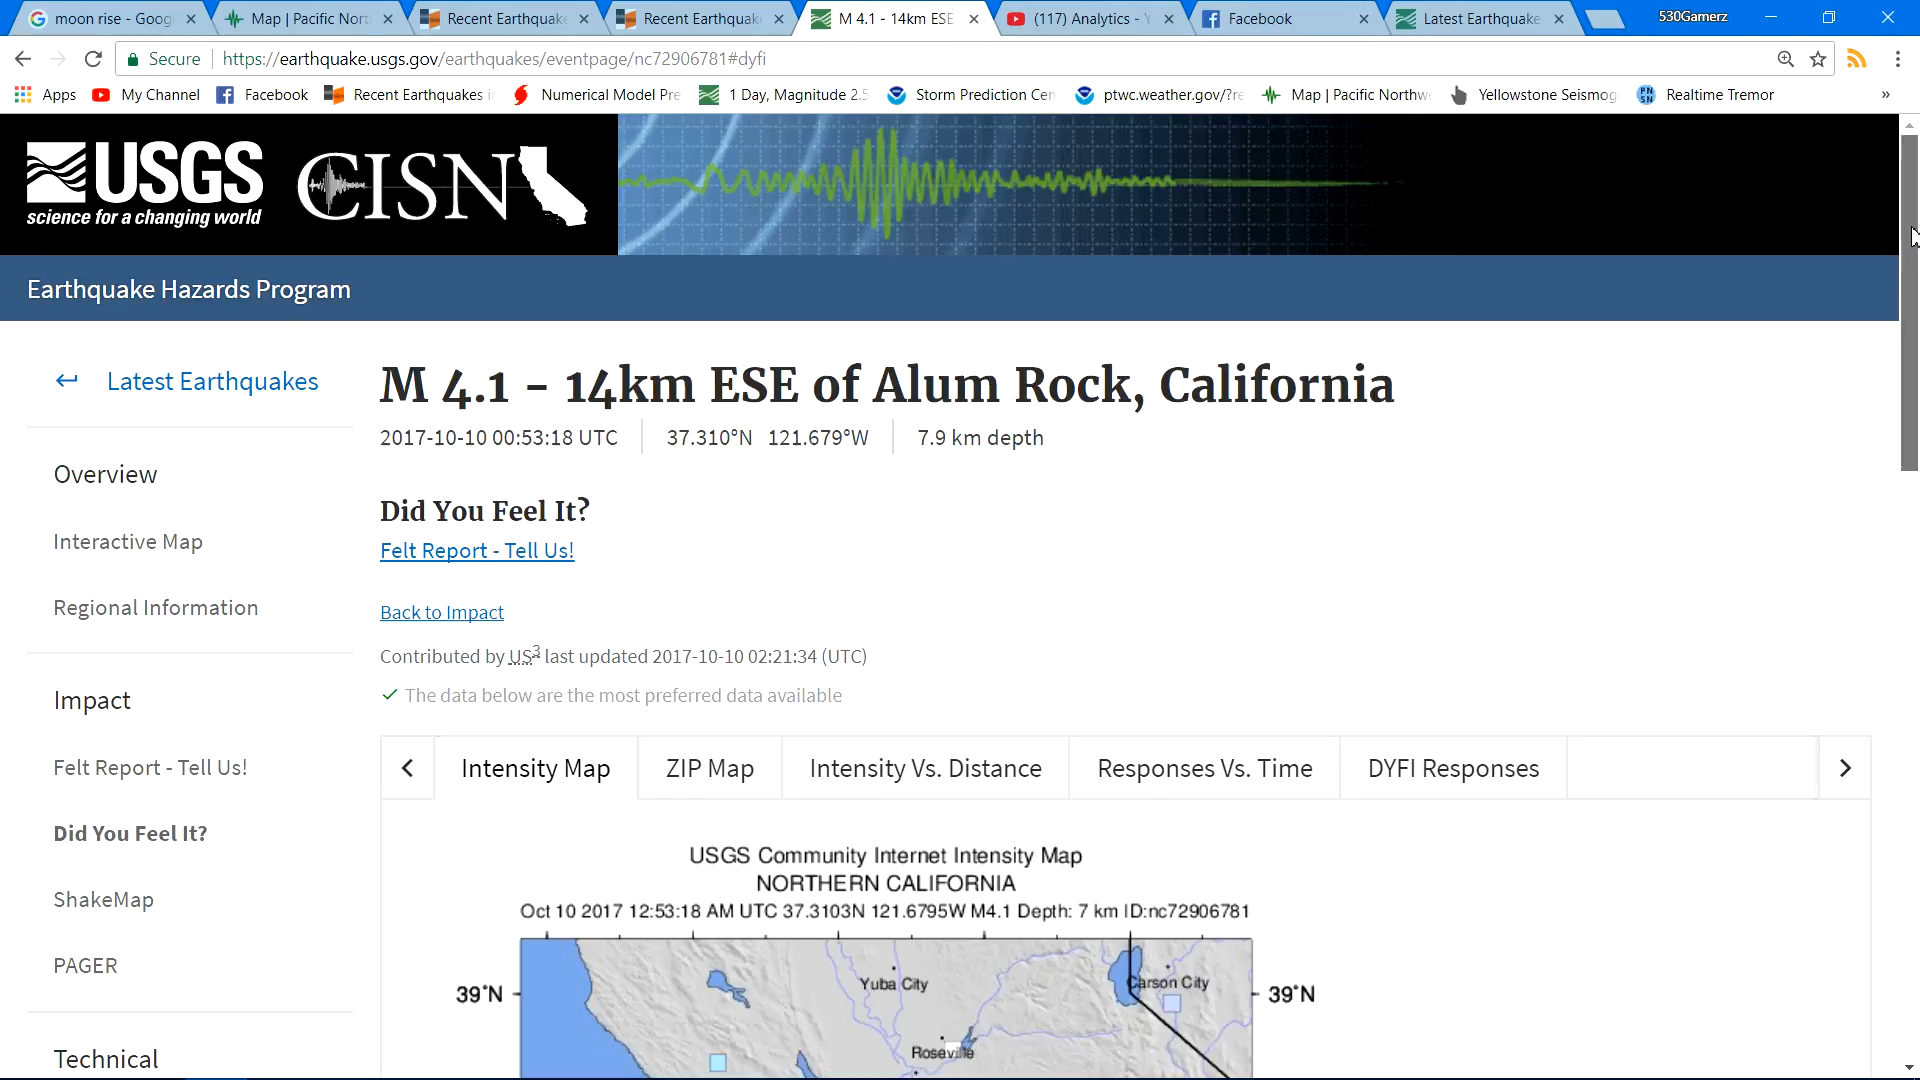 moon rise - Goog
Map | Pacific Nort
Recent Earthquake
Recent Earthquak
M 4.1 - 14km ESE
(117) Analytics - Y
Facebook
Latest Earthquake
530Gamerz
Secure
https://earthquake.usgs.gov/earthquakes/eventpage/nc72906781#dyfi
Apps
My Channel
Facebook
Recent Earthquakes i
Numerical Model Pre
1 Day, Magnitude 2.5
Storm Prediction Cen
ptwc.weather.gov/?re
Map | Pacific Northw
Yellowstone Seismog
PN
SN
Realtime Tremor
»
USGS
science for a changing world
CISN
Earthquake Hazards Program
Latest Earthquakes
Overview
Interactive Map
Regional Information
Impact
Felt Report - Tell Us!
Did You Feel It?
ShakeMap
PAGER
Technical
M 4.1 - 14km ESE of Alum Rock, California
2017-10-10 00:53:18 UTC
37.310°N 121.679°W
7.9 km depth
Did You Feel It?
Felt Report - Tell Us!
Back to Impact
Contributed by US3 last updated 2017-10-10 02:21:34 (UTC)
The data below are the most preferred data available
Intensity Map
ZIP Map
Intensity Vs. Distance
Responses Vs. Time
DYFI Responses
USGS Community Internet Intensity Map
NORTHERN CALIFORNIA
Oct 10 2017 12:53:18 AM UTC 37.3103N 121.6795W M4.1 Depth: 7 km ID:nc72906781
39°N
Yuba City
Carson City
39°N
Roseville